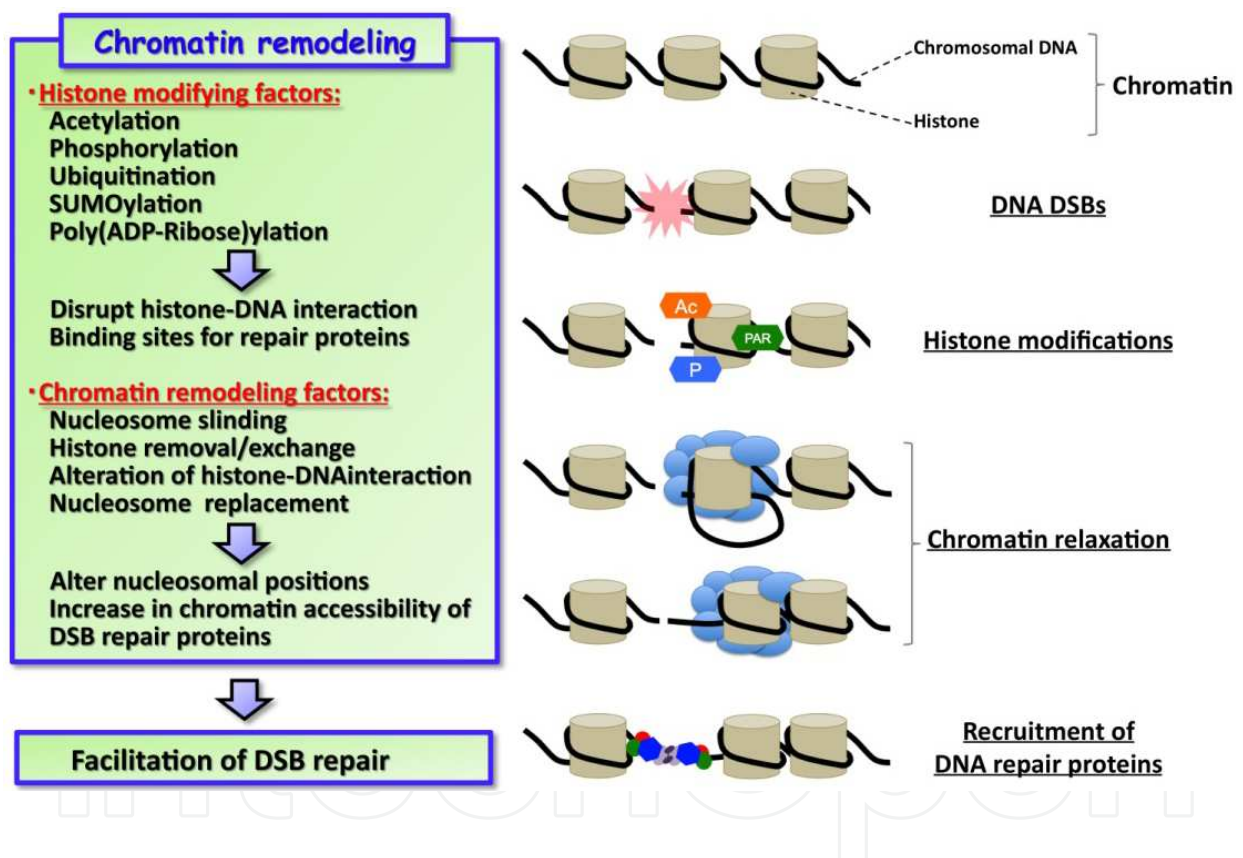 Chromatin remodeling
・Histone modifying factors:
Acetylation
Phosphorylation
Ubiquitination
SUMOylation
Poly(ADP-Ribose)ylation
Disrupt histone-DNA interaction
Binding sites for repair proteins
・Chromatin remodeling factors:
Nucleosome slinding
Histone removal/exchange
Alteration of histone-DNAinteraction
Nucleosome replacement
Alter nucleosomal positions
Increase in chromatin accessibility of
DSB repair proteins
Facilitation of DSB repair
Chromosomal DNA
Histone
Chromatin
DNA DSBs
Ac
PAR
P
Histone modifications
Chromatin relaxation
Recruitment of
DNA repair proteins